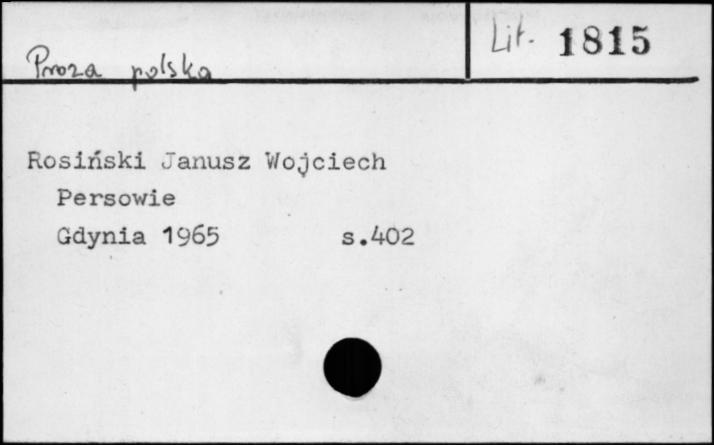 Proza polska
Lit. 1815
Rosiński Janusz Wojciech
Persowie
Gdynia 1965 s.402